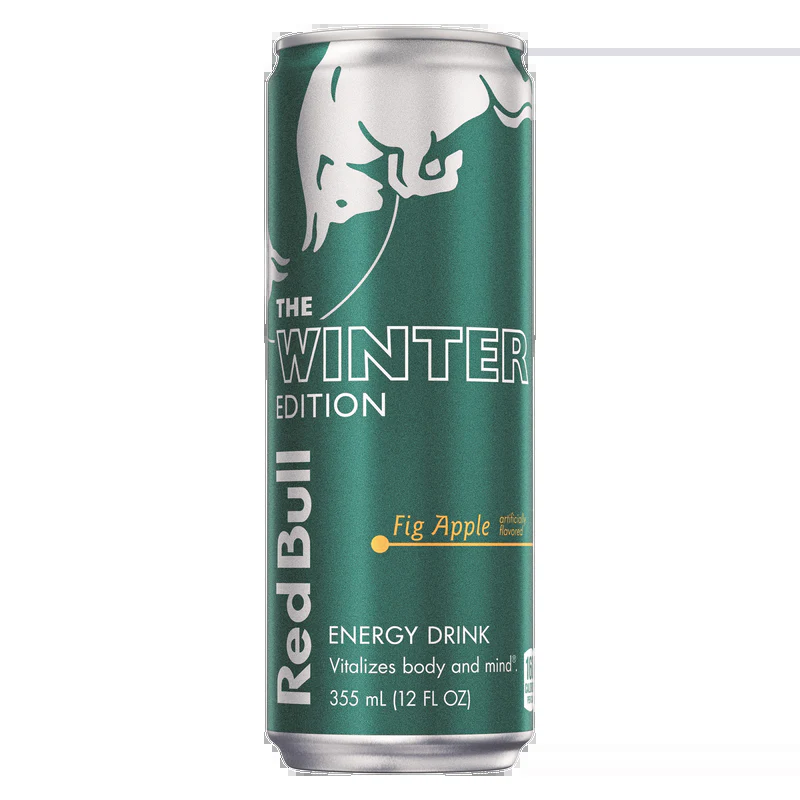 THE
WINTER
EDITION
Red Bull
Fig Apple
artificially
flavored
ENERGY DRINK
Vitalizes body and mind®.
355 mL (12 FL OZ)